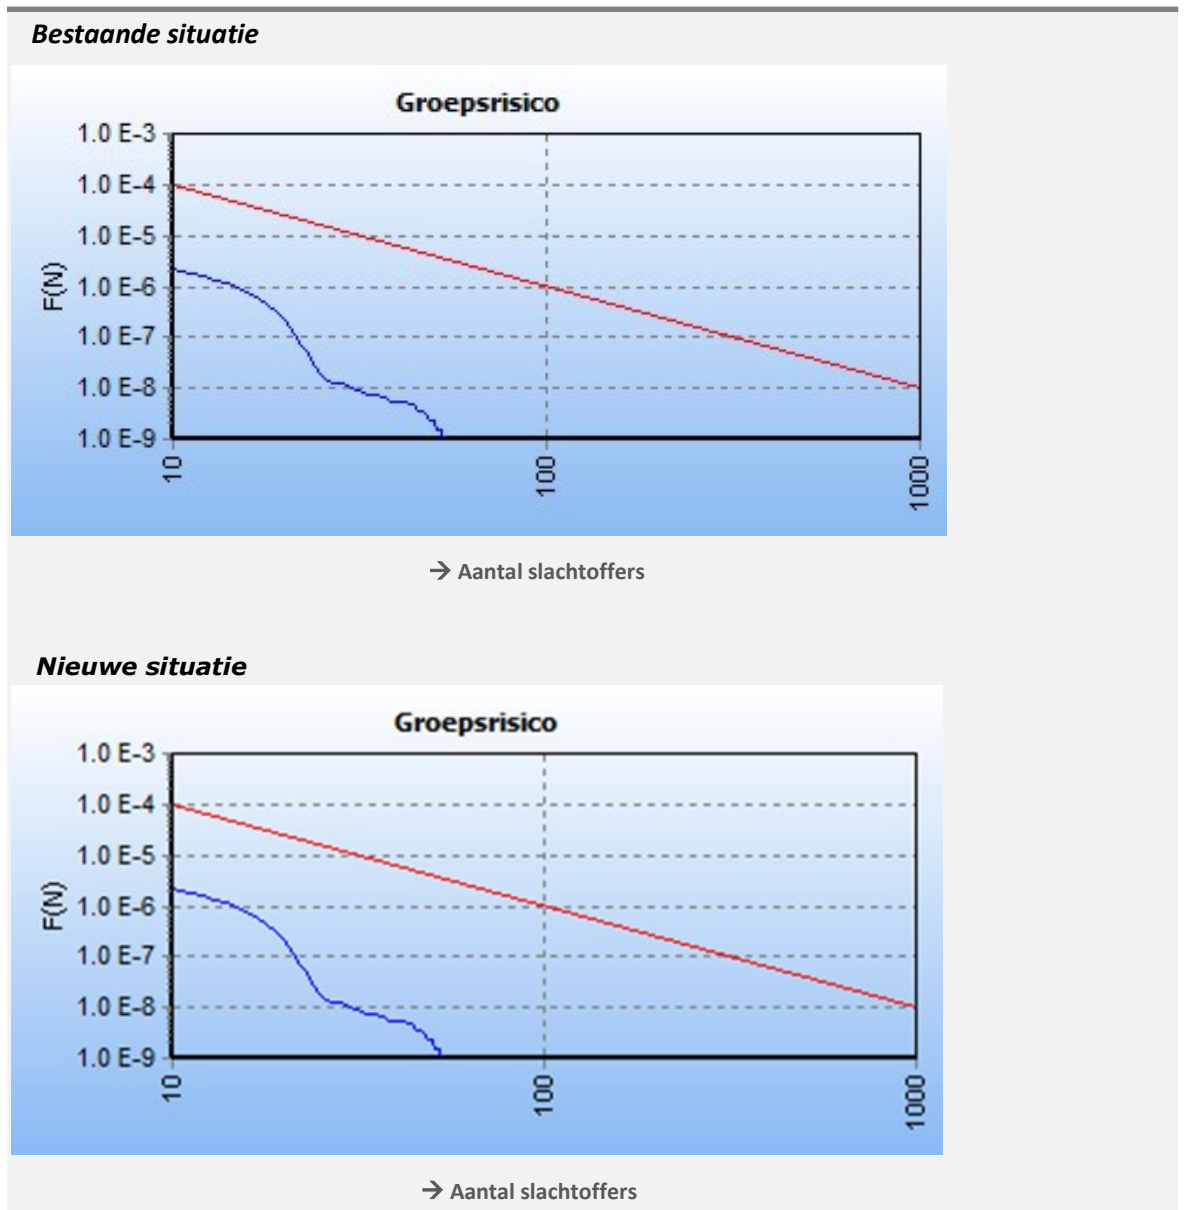 Bestaande situatie
Groepsrisico
1.0 E-3
1.0 E-4
1.0 E-5
1.0 E-6
1.0 E-7
1.0 E-8
1.0 E-9
F(N)
10
100
1000
→ Aantal slachtoffers
Nieuwe situatie
Groepsrisico
1.0 E-3
1.0 E-4
1.0 E-5
1.0 E-6
1.0 E-7
1.0 E-8
1.0 E-9
F(N)
10
100
1000
→ Aantal slachtoffers